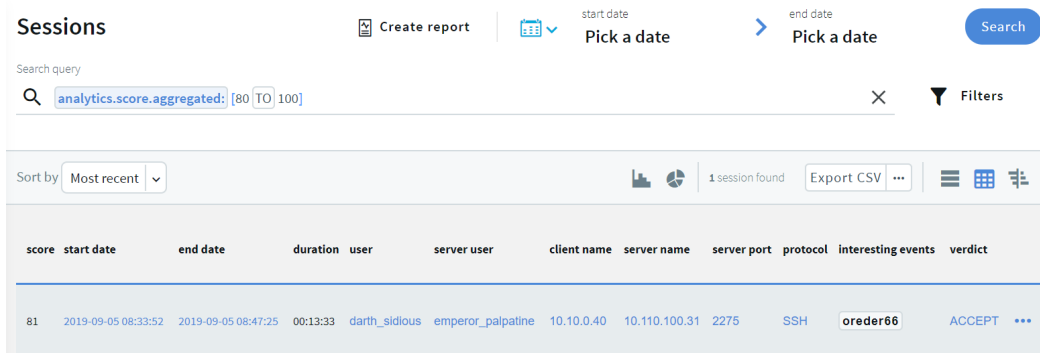 Sessions
Create report
start date
Pick a date
end date
Pick a date
Search
Search query
analytics.score.aggregated: [80 TO 100]
Filters
Sort by Most recent
1 session found
Export CSV
score start date end date duration user server user client name server name server port protocol interesting events verdict
81 2019-09-05 08:33:52 2019-09-05 08:47:25 00:13:33 darth_sidious emperor_palpatine 10.10.0.40 10.110.100.31 2275 SSH oreder66 ACCEPT